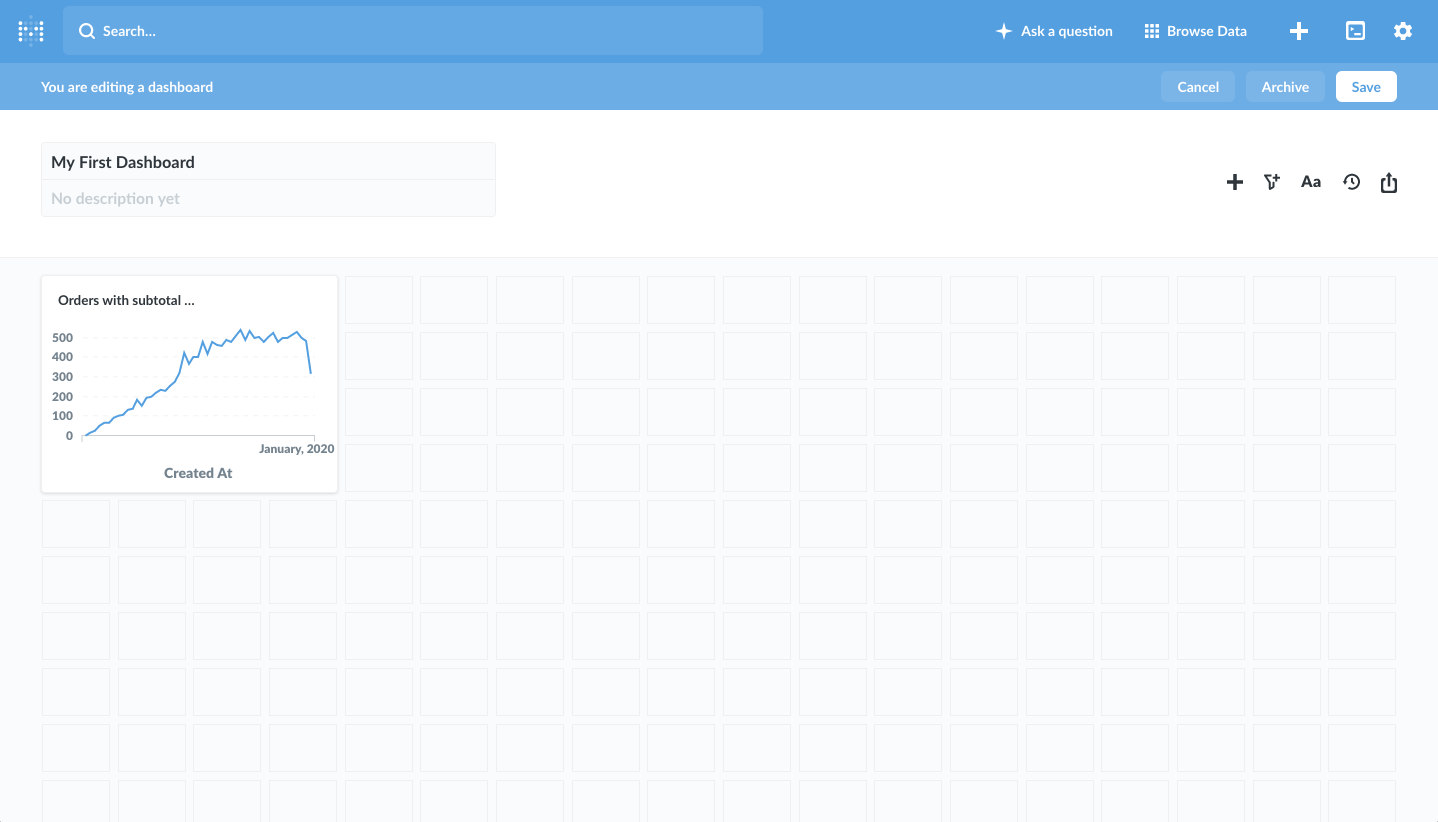 Search...
Ask a question
Browse Data
You are editing a dashboard
Cancel
Archive
Save
My First Dashboard
No description yet
Aa
Orders with subtotal ...
500
400
300
200
100
0
January, 2020
Created At